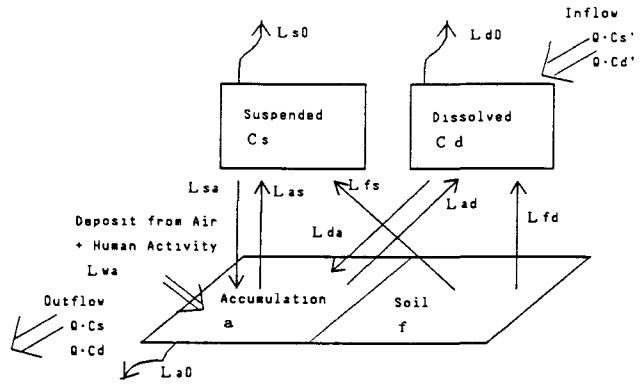 Ls0
Ld0
Inflow
Q·Cs'
Q·Cd'
Suspended
Cs
Dissolved
Cd
Lsa
Las
Lfs
Lad
Lda
Lfd
Deposit from Air
+ Human Activity
Lwa
Outflow
Q·Cs
Q·Cd
Accumulation
a
Soil
f
La0